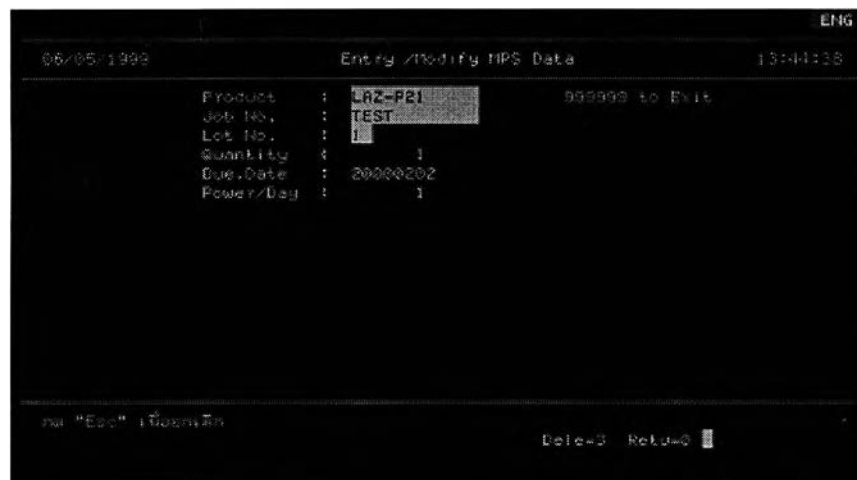 ENG
06/05/1999 Entry /Modify MPS Data 13:44:38
Product : LAZ-P21 999999 to Exit
Job No. : TEST
Lot No. : 1
Quantity : 1
Due.Date : 20000202
Power/Day : 1
กด "Esc" เพื่อยกเลิก
Dele=3 Retu=0